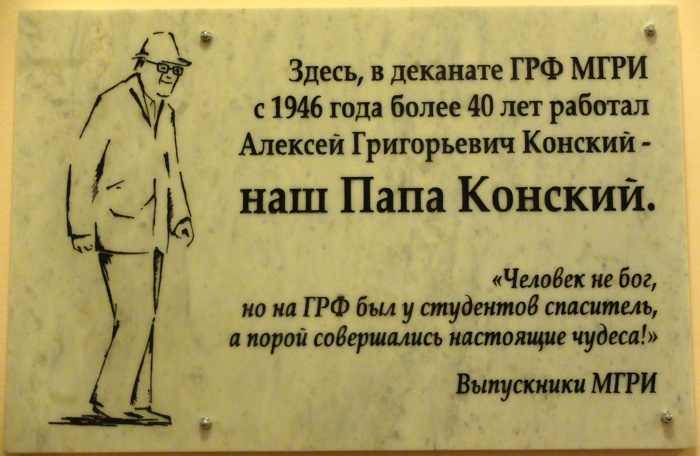 Здесь, в деканате ГРФ МГРИ
с 1946 года более 40 лет работал
Алексей Григорьевич Конский -
наш Папа Конский.
«Человек не бог,
но на ГРФ был у студентов спаситель,
а порой совершались настоящие чудеса!»
Выпускники МГРИ